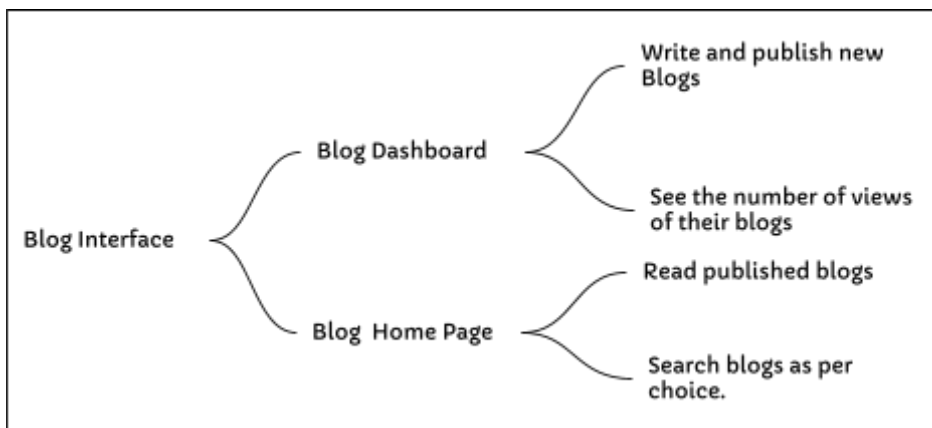 Write and publish new
Blogs
Blog Dashboard
See the number of views
of their blogs
Blog Interface
Read published blogs
Blog Home Page
Search blogs as per
choice.